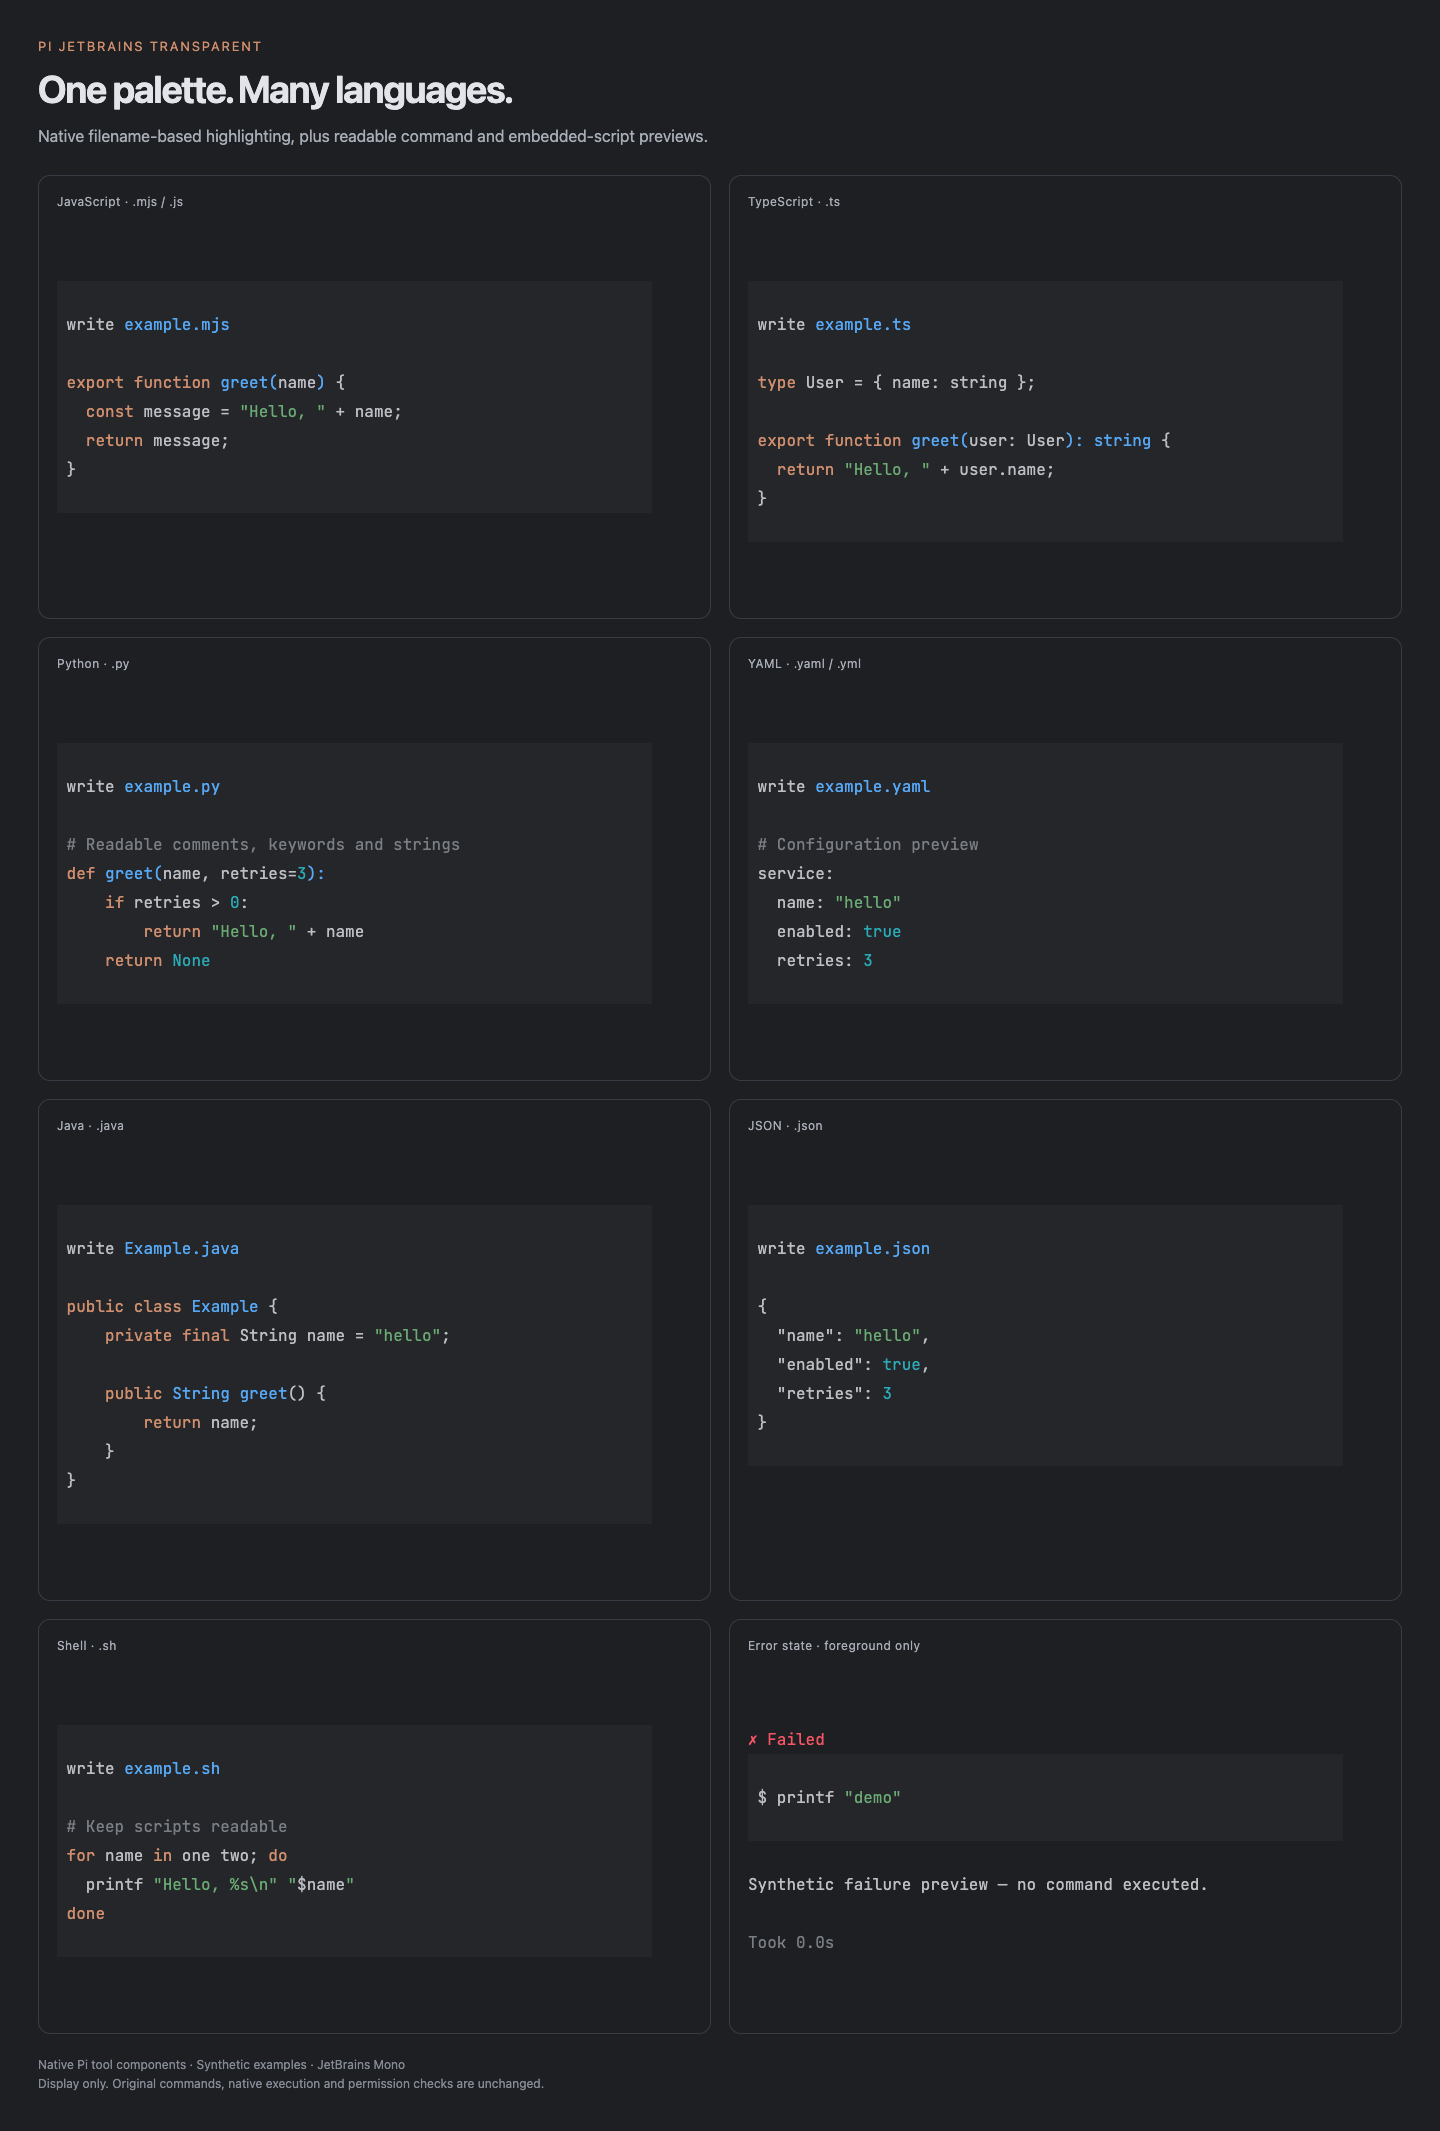 PI JETBRAINS TRANSPARENT
One palette. Many languages.
Native filename-based highlighting, plus readable command and embedded-script previews.
JavaScript · .mjs / .js
write example.mjs
export function greet(name) {
  const message = "Hello, " + name;
  return message;
}
TypeScript · .ts
write example.ts
type User = { name: string };
export function greet(user: User): string {
  return "Hello, " + user.name;
}
Python · .py
write example.py
# Readable comments, keywords and strings
def greet(name, retries=3):
    if retries > 0:
        return "Hello, " + name
    return None
YAML · .yaml / .yml
write example.yaml
# Configuration preview
service:
  name: "hello"
  enabled: true
  retries: 3
Java · .java
write Example.java
public class Example {
    private final String name = "hello";
    public String greet() {
        return name;
    }
}
JSON · .json
write example.json
{
  "name": "hello",
  "enabled": true,
  "retries": 3
}
Shell · .sh
write example.sh
# Keep scripts readable
for name in one two; do
  printf "Hello, %s\n" "$name"
done
Error state · foreground only
✗ Failed
$ printf "demo"
Synthetic failure preview — no command executed.
Took 0.0s
Native Pi tool components · Synthetic examples · JetBrains Mono
Display only. Original commands, native execution and permission checks are unchanged.